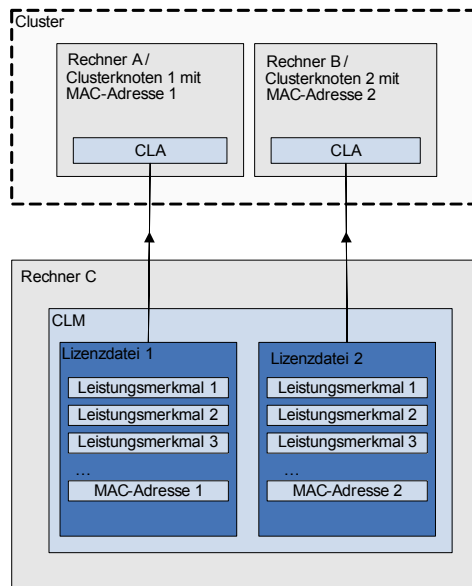 Cluster
Rechner A /
Clusterknoten 1 mit
MAC-Adresse 1
CLA
Rechner B /
Clusterknoten 2 mit
MAC-Adresse 2
CLA
Rechner C
CLM
Lizenzdatei 1
Leistungsmerkmal 1
Leistungsmerkmal 2
Leistungsmerkmal 3
...
MAC-Adresse 1
Lizenzdatei 2
Leistungsmerkmal 1
Leistungsmerkmal 2
Leistungsmerkmal 3
...
MAC-Adresse 2